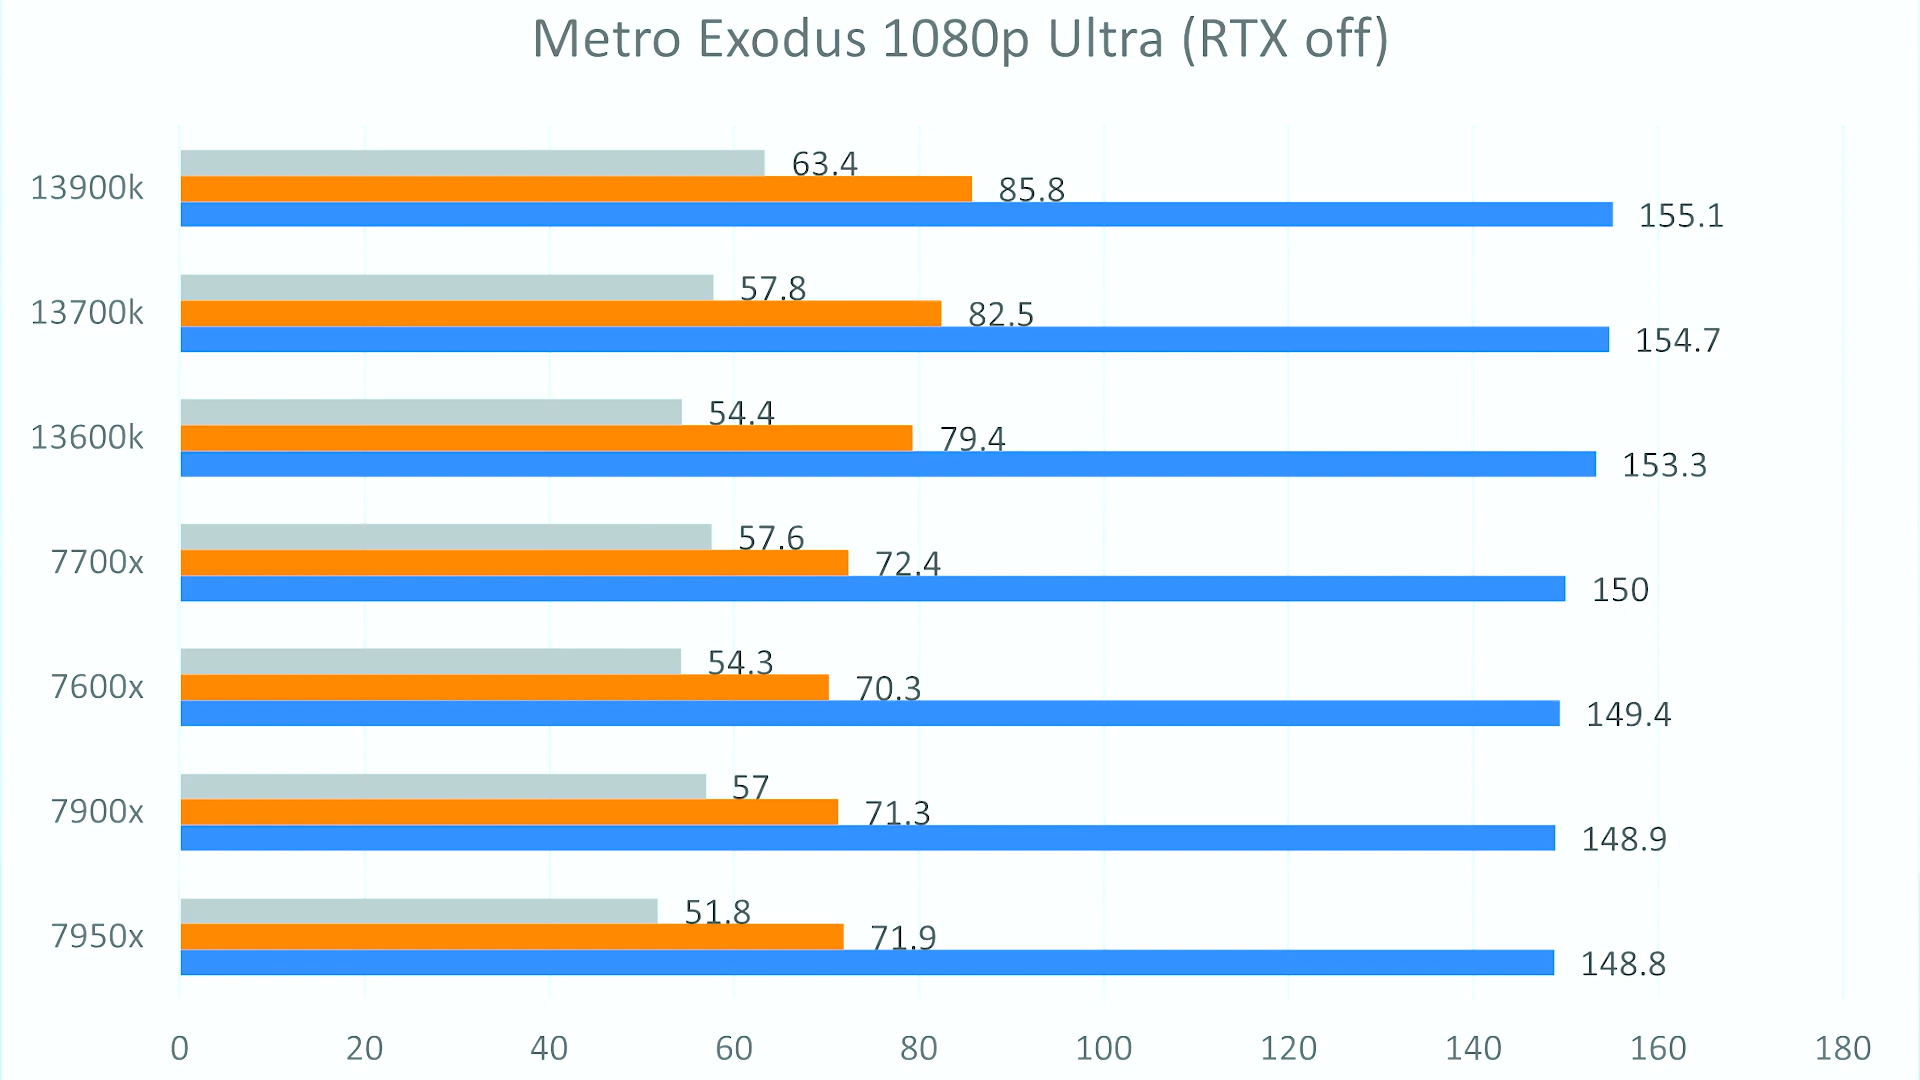 Metro Exodus 1080p Ultra (RTX off)
63.4
13900k
85.8
155.1
57.8
13700k
82.5
154.7
54.4
13600k
79.4
153.3
57.6
7700x
72.4
150
54.3
7600x
70.3
149.4
57
7900x
71.3
148.9
51.8
7950x
71.9
148.8
0 20 40 60 80 100 120 140 160 180